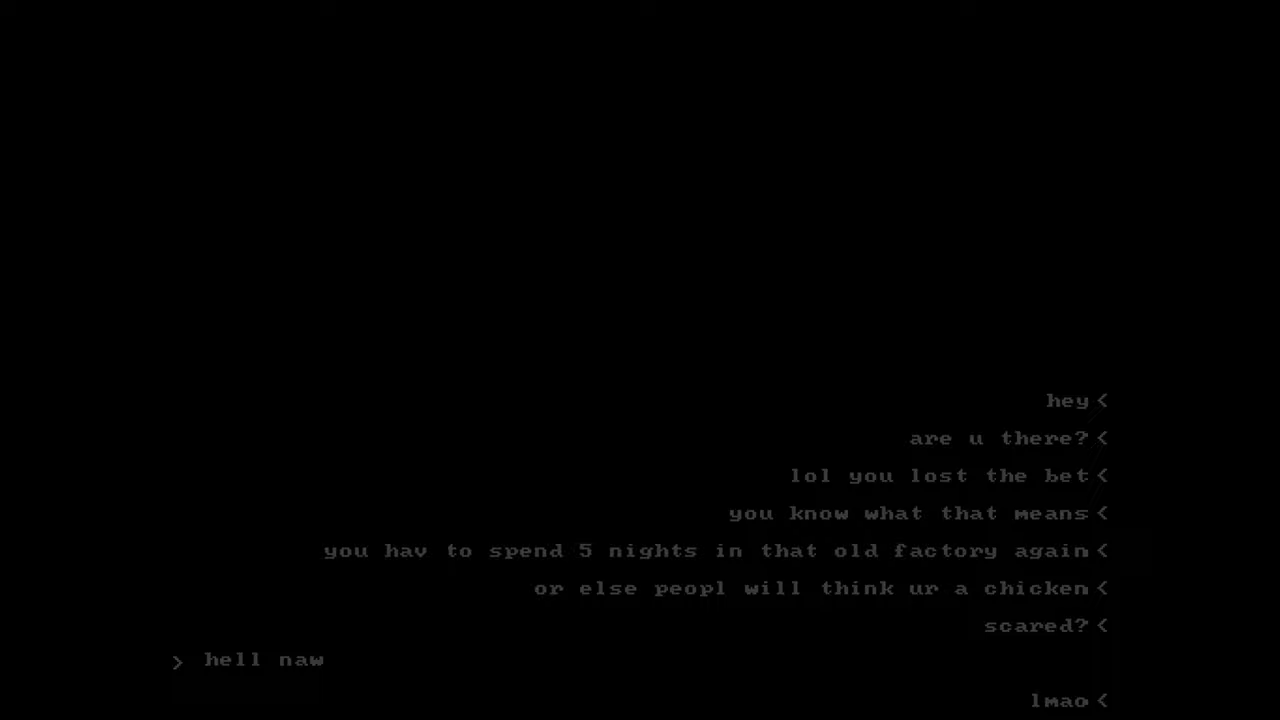 hey <
are u there? <
lol you lost the bet <
you know what that means <
you hav to spend 5 nights in that old factory again <
or else peopl will think ur a chicken <
scared? <
> hell naw
lmao <